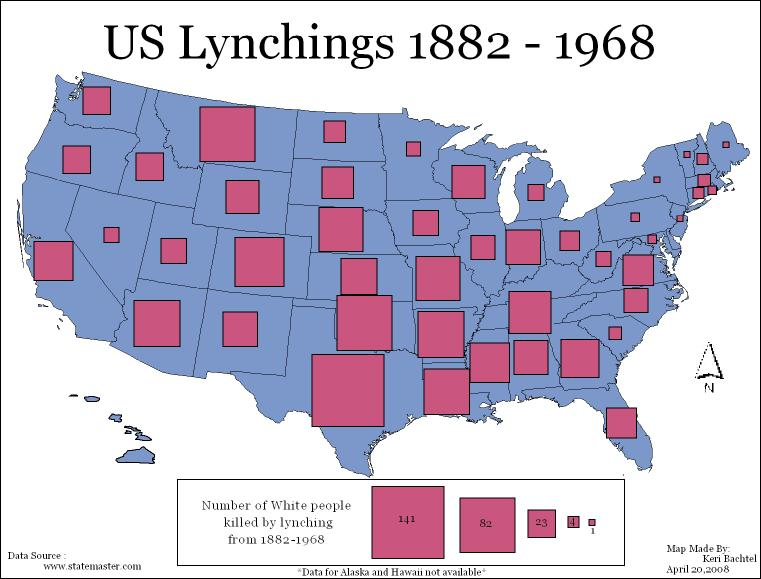 US Lynchings 1882 - 1968
N
Number of White people
killed by lynching
from 1882-1968
141
82
23
4
1
Data Source :
www.statemaster.com
*Data for Alaska and Hawaii not available*
Map Made By:
Keri Bachtel
April 20,2008